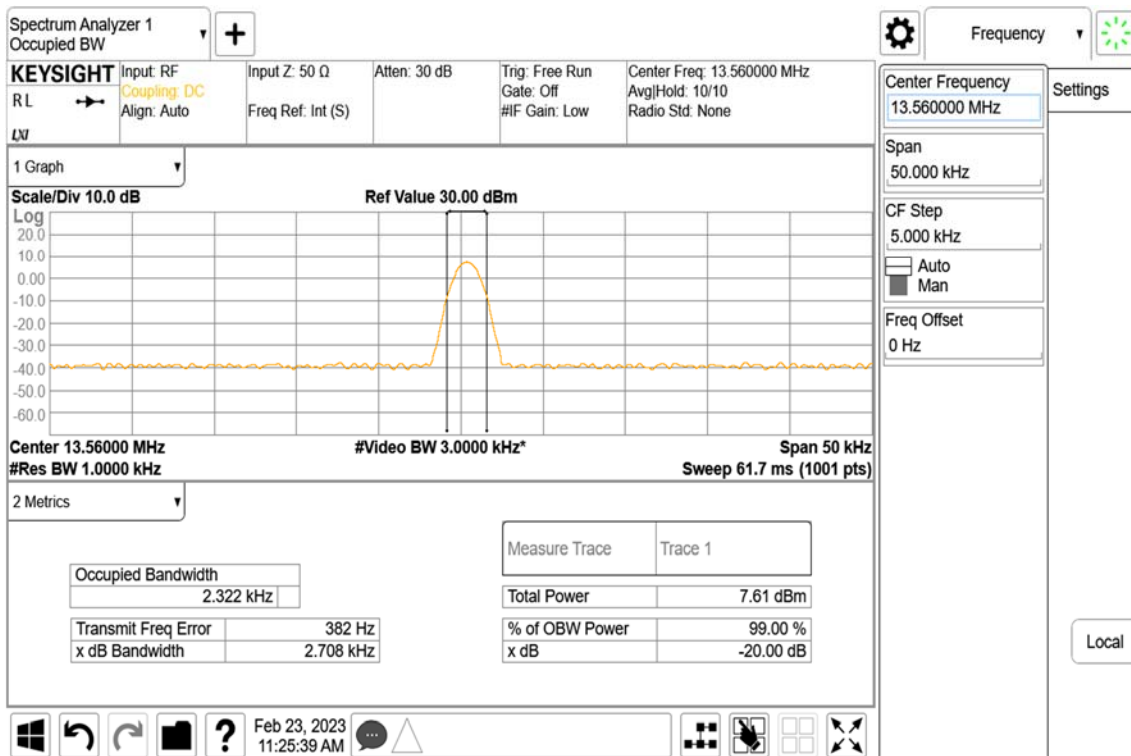 Spectrum Analyzer 1
Occupied BW
+
Frequency
KEYSIGHT
R L
LXI
Input: RF
Coupling: DC
Align: Auto
Input Z: 50 Ω
Freq Ref: Int (S)
Atten: 30 dB
Trig: Free Run
Gate: Off
#IF Gain: Low
Center Freq: 13.560000 MHz
Avg|Hold: 10/10
Radio Std: None
Center Frequency
13.560000 MHz
Settings
Span
50.000 kHz
CF Step
5.000 kHz
Auto
Man
Freq Offset
0 Hz
Local
1 Graph
Scale/Div 10.0 dB
Ref Value 30.00 dBm
Log
20.0
10.0
0.00
-10.0
-20.0
-30.0
-40.0
-50.0
-60.0
Center 13.56000 MHz
#Video BW 3.0000 kHz*
Span 50 kHz
#Res BW 1.0000 kHz
Sweep 61.7 ms (1001 pts)
2 Metrics
Measure Trace Trace 1
Occupied Bandwidth
2.322 kHz
Total Power 7.61 dBm
Transmit Freq Error 382 Hz
% of OBW Power 99.00 %
x dB Bandwidth 2.708 kHz
x dB -20.00 dB
?
Feb 23, 2023
11:25:39 AM